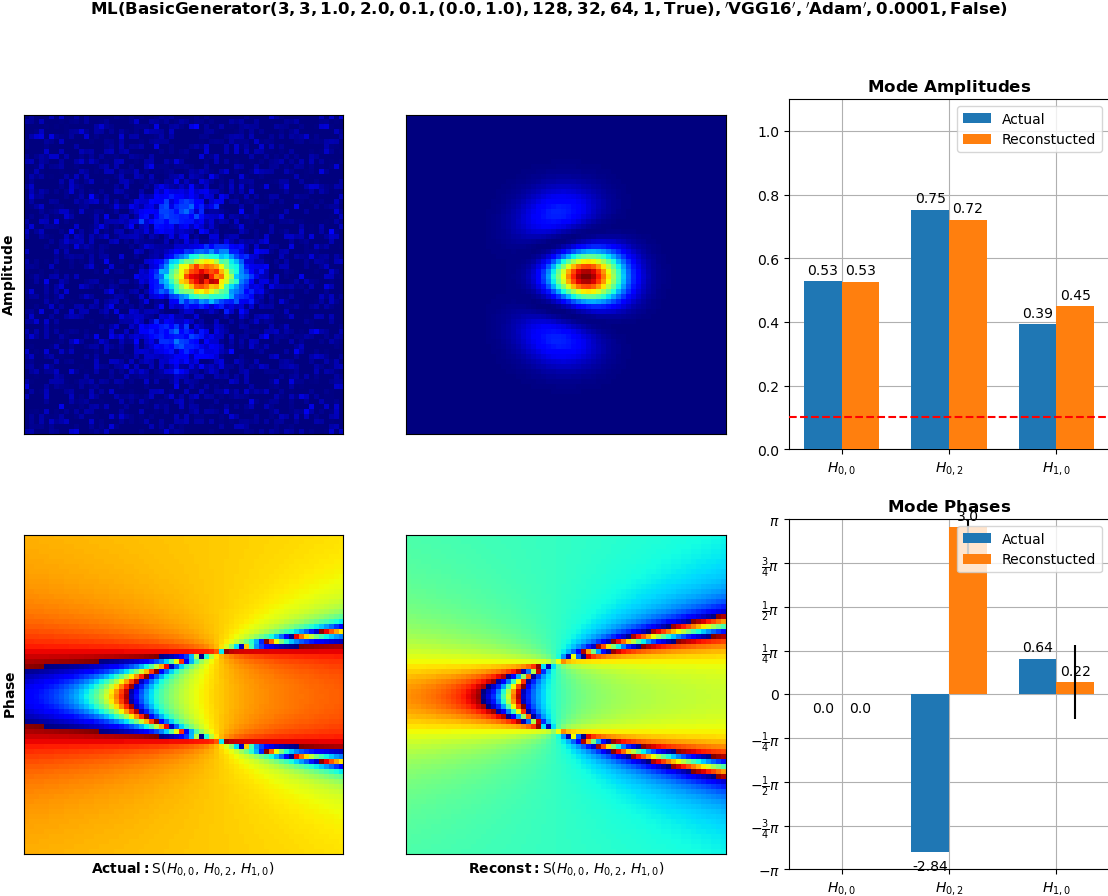 ML(BasicGenerator(3, 3, 1.0, 2.0, 0.1, (0.0, 1.0), 128, 32, 64, 1, True), ′VGG16′, ′Adam′, 0.0001, False)
Amplitude
Mode Amplitudes
Actual
Reconstucted
1.0
0.8
0.6
0.4
0.2
0.0
0.53 0.53
0.75 0.72
0.39 0.45
H0,0 H0,2 H1,0
Phase
Actual: S(H0,0, H0,2, H1,0)
Reconst: S(H0,0, H0,2, H1,0)
Mode Phases
Actual
Reconstucted
π
3/4π
1/2π
1/4π
0
−1/4π
−1/2π
−3/4π
−π
0.0 0.0
-2.84 3.0
0.64 0.22
H0,0 H0,2 H1,0